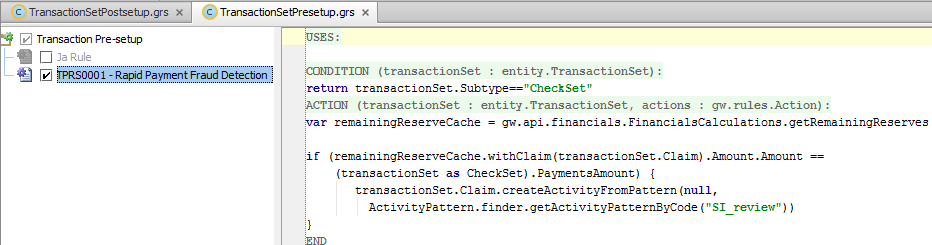 TransactionSetPostsetup.grs × TransactionSetPresetup.grs ×
Transaction Pre-setup
Ja Rule
TPRS0001 - Rapid Payment Fraud Detection
USES:
CONDITION (transactionSet : entity.TransactionSet):
return transactionSet.Subtype=="CheckSet"
ACTION (transactionSet : entity.TransactionSet, actions : gw.rules.Action):
var remainingReserveCache = gw.api.financials.FinancialsCalculations.getRemainingReserves
if (remainingReserveCache.withClaim(transactionSet.Claim).Amount.Amount ==
(transactionSet as CheckSet).PaymentsAmount) {
transactionSet.Claim.createActivityFromPattern(null,
ActivityPattern.finder.getActivityPatternByCode("SI_review"))
}
END